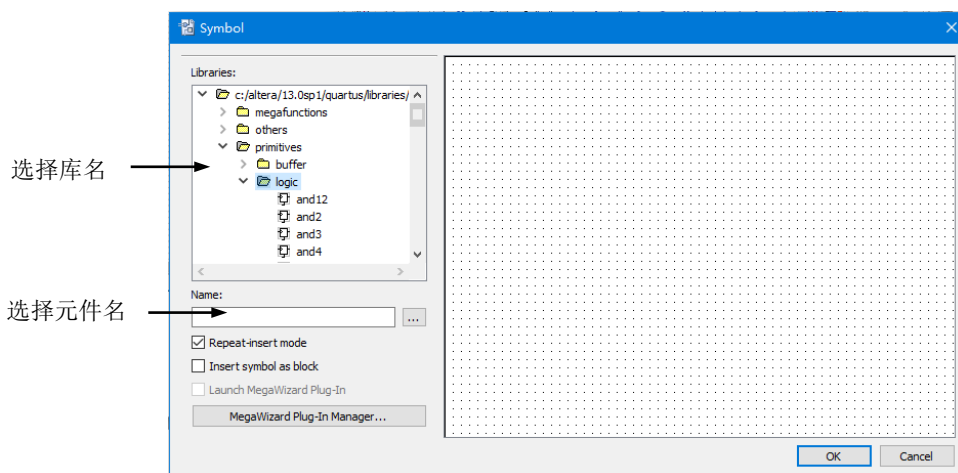 Symbol
Libraries:
c:/altera/13.0sp1/quartus/libraries/
megafunctions
others
primitives
buffer
logic
and12
and2
and3
and4
选择库名
Name:
选择元件名
...
Repeat-insert mode
Insert symbol as block
Launch MegaWizard Plug-In
MegaWizard Plug-In Manager...
OK
Cancel